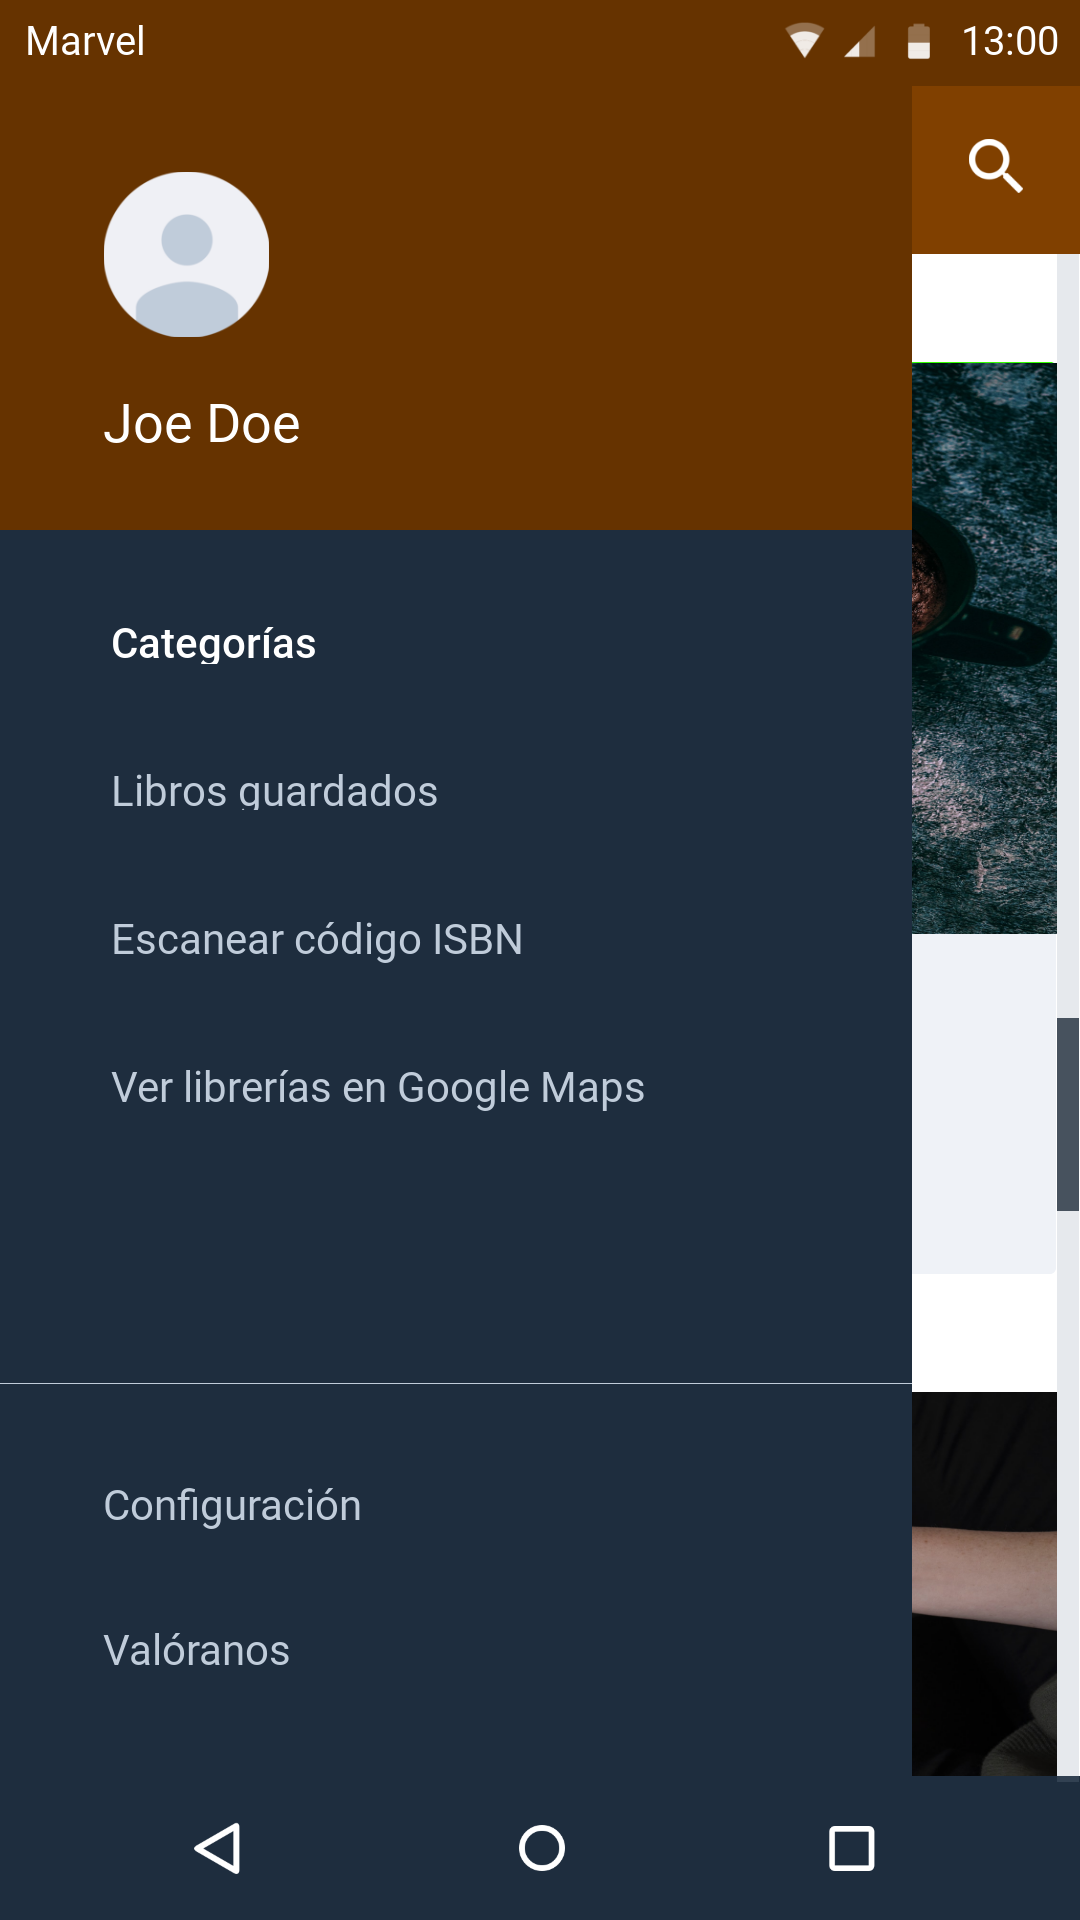 Marvel 13:00
Joe Doe
Categorías
Libros guardados
Escanear código ISBN
Ver librerías en Google Maps
Configuración
Valóranos